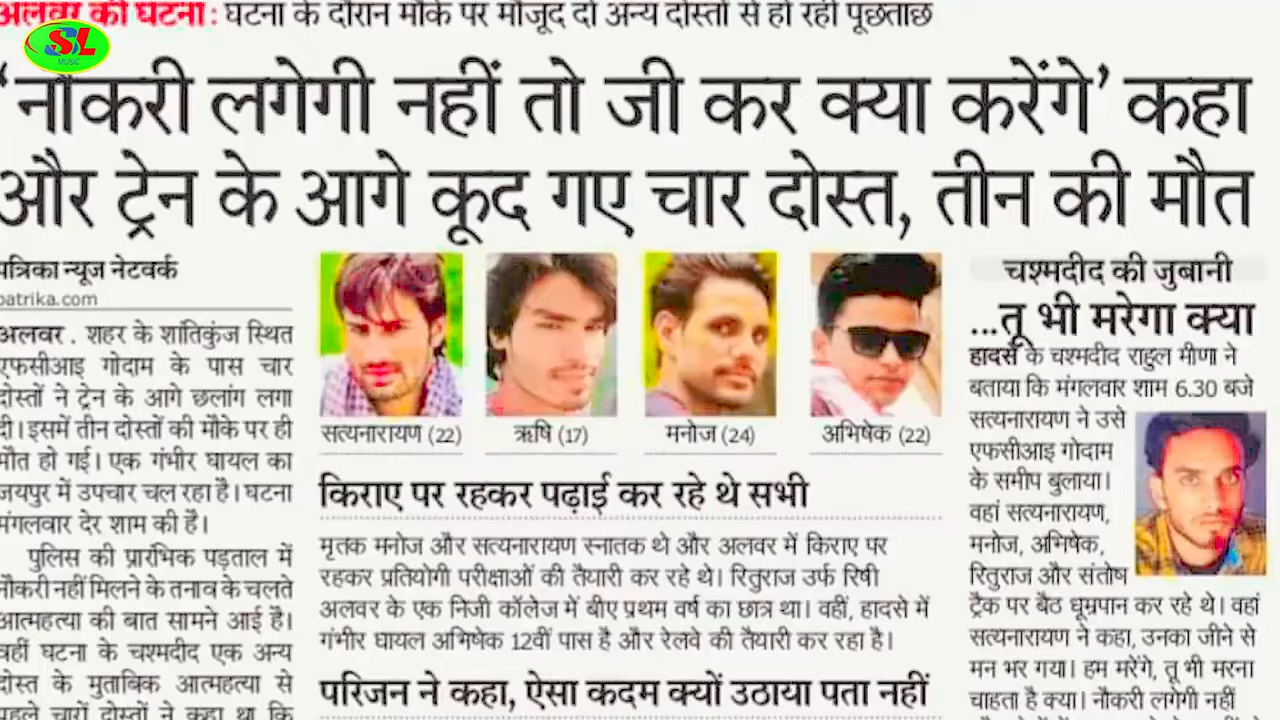 अलवर की घटना : घटना के दौरान मौके पर मौजूद दो अन्य दोस्तों से हो रही पूछताछ
SL
MUSIC
‘नौकरी लगेगी नहीं तो जी कर क्या करेंगे’ कहा
और ट्रेन के आगे कूद गए चार दोस्त, तीन की मौत
पत्रिका न्यूज नेटवर्क
patrika.com
अलवर . शहर के शांतिकुंज स्थित
एफसीआइ गोदाम के पास चार
दोस्तों ने ट्रेन के आगे छलांग लगा
दी। इसमें तीन दोस्तों की मौके पर ही
मौत हो गई। एक गंभीर घायल का
जयपुर में उपचार चल रहा है। घटना
मंगलवार देर शाम की है।
पुलिस की प्रारंभिक पड़ताल में
नौकरी नहीं मिलने के तनाव के चलते
आत्महत्या की बात सामने आई है।
वहीं घटना के चश्मदीद एक अन्य
दोस्त के मुताबिक आत्महत्या से
पहले चारों दोस्तों ने कहा था कि
सत्यनारायण (22)
ऋषि (17)
मनोज (24)
अभिषेक (22)
किराए पर रहकर पढ़ाई कर रहे थे सभी
मृतक मनोज और सत्यनारायण स्नातक थे और अलवर में किराए पर
रहकर प्रतियोगी परीक्षाओं की तैयारी कर रहे थे। रितुराज उर्फ रिषी
अलवर के एक निजी कॉलेज में बीए प्रथम वर्ष का छात्र था। वहीं, हादसे में
गंभीर घायल अभिषेक 12वीं पास है और रेलवे की तैयारी कर रहा है।
परिजन ने कहा, ऐसा कदम क्यों उठाया पता नहीं
चश्मदीद की जुबानी
...तू भी मरेगा क्या
हादसे के चश्मदीद राहुल मीणा ने
बताया कि मंगलवार शाम 6.30 बजे
सत्यनारायण ने उसे
एफसीआइ गोदाम
के समीप बुलाया।
वहां सत्यनारायण,
मनोज, अभिषेक,
रितुराज और संतोष
ट्रैक पर बैठ धूम्रपान कर रहे थे। वहां
सत्यनारायण ने कहा, उनका जीने से
मन भर गया। हम मरेंगे, तू भी मरना
चाहता है क्या। नौकरी लगेगी नहीं